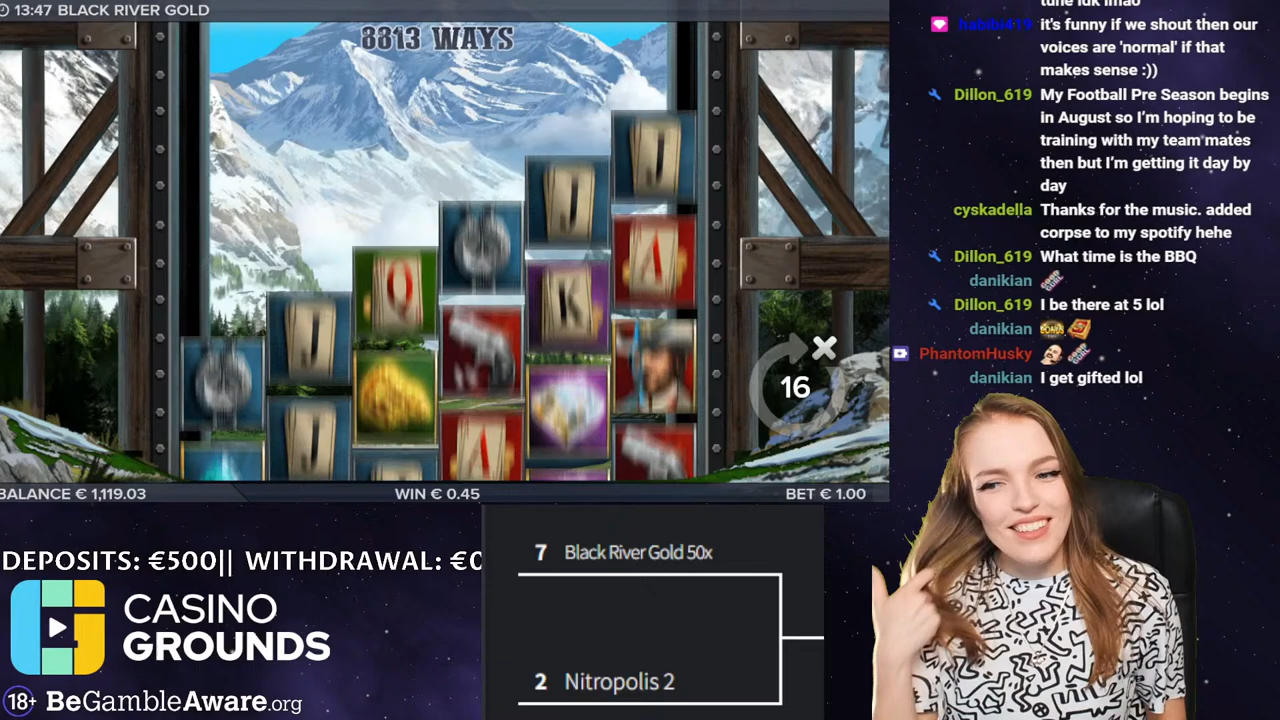 13:47 BLACK RIVER GOLD
8813 WAYS
J
J
A
Q
K
J
J
A
16
BALANCE € 1,119.03
WIN € 0.45
BET € 1.00
DEPOSITS: €500|| WITHDRAWAL: €0
CASINO
GROUNDS
18+ BeGambleAware.org
7 Black River Gold 50x
2 Nitropolis 2
habibi419 it's funny if we shout then our
voices are 'normal' if that
makes sense :))
Dillon_619 My Football Pre Season begins
in August so I'm hoping to be
training with my team mates
then but I'm getting it day by
day
cyskadella Thanks for the music. added
corpse to my spotify hehe
Dillon_619 What time is the BBQ
danikian
Dillon_619 I be there at 5 lol
danikian
PhantomHusky
danikian I get gifted lol